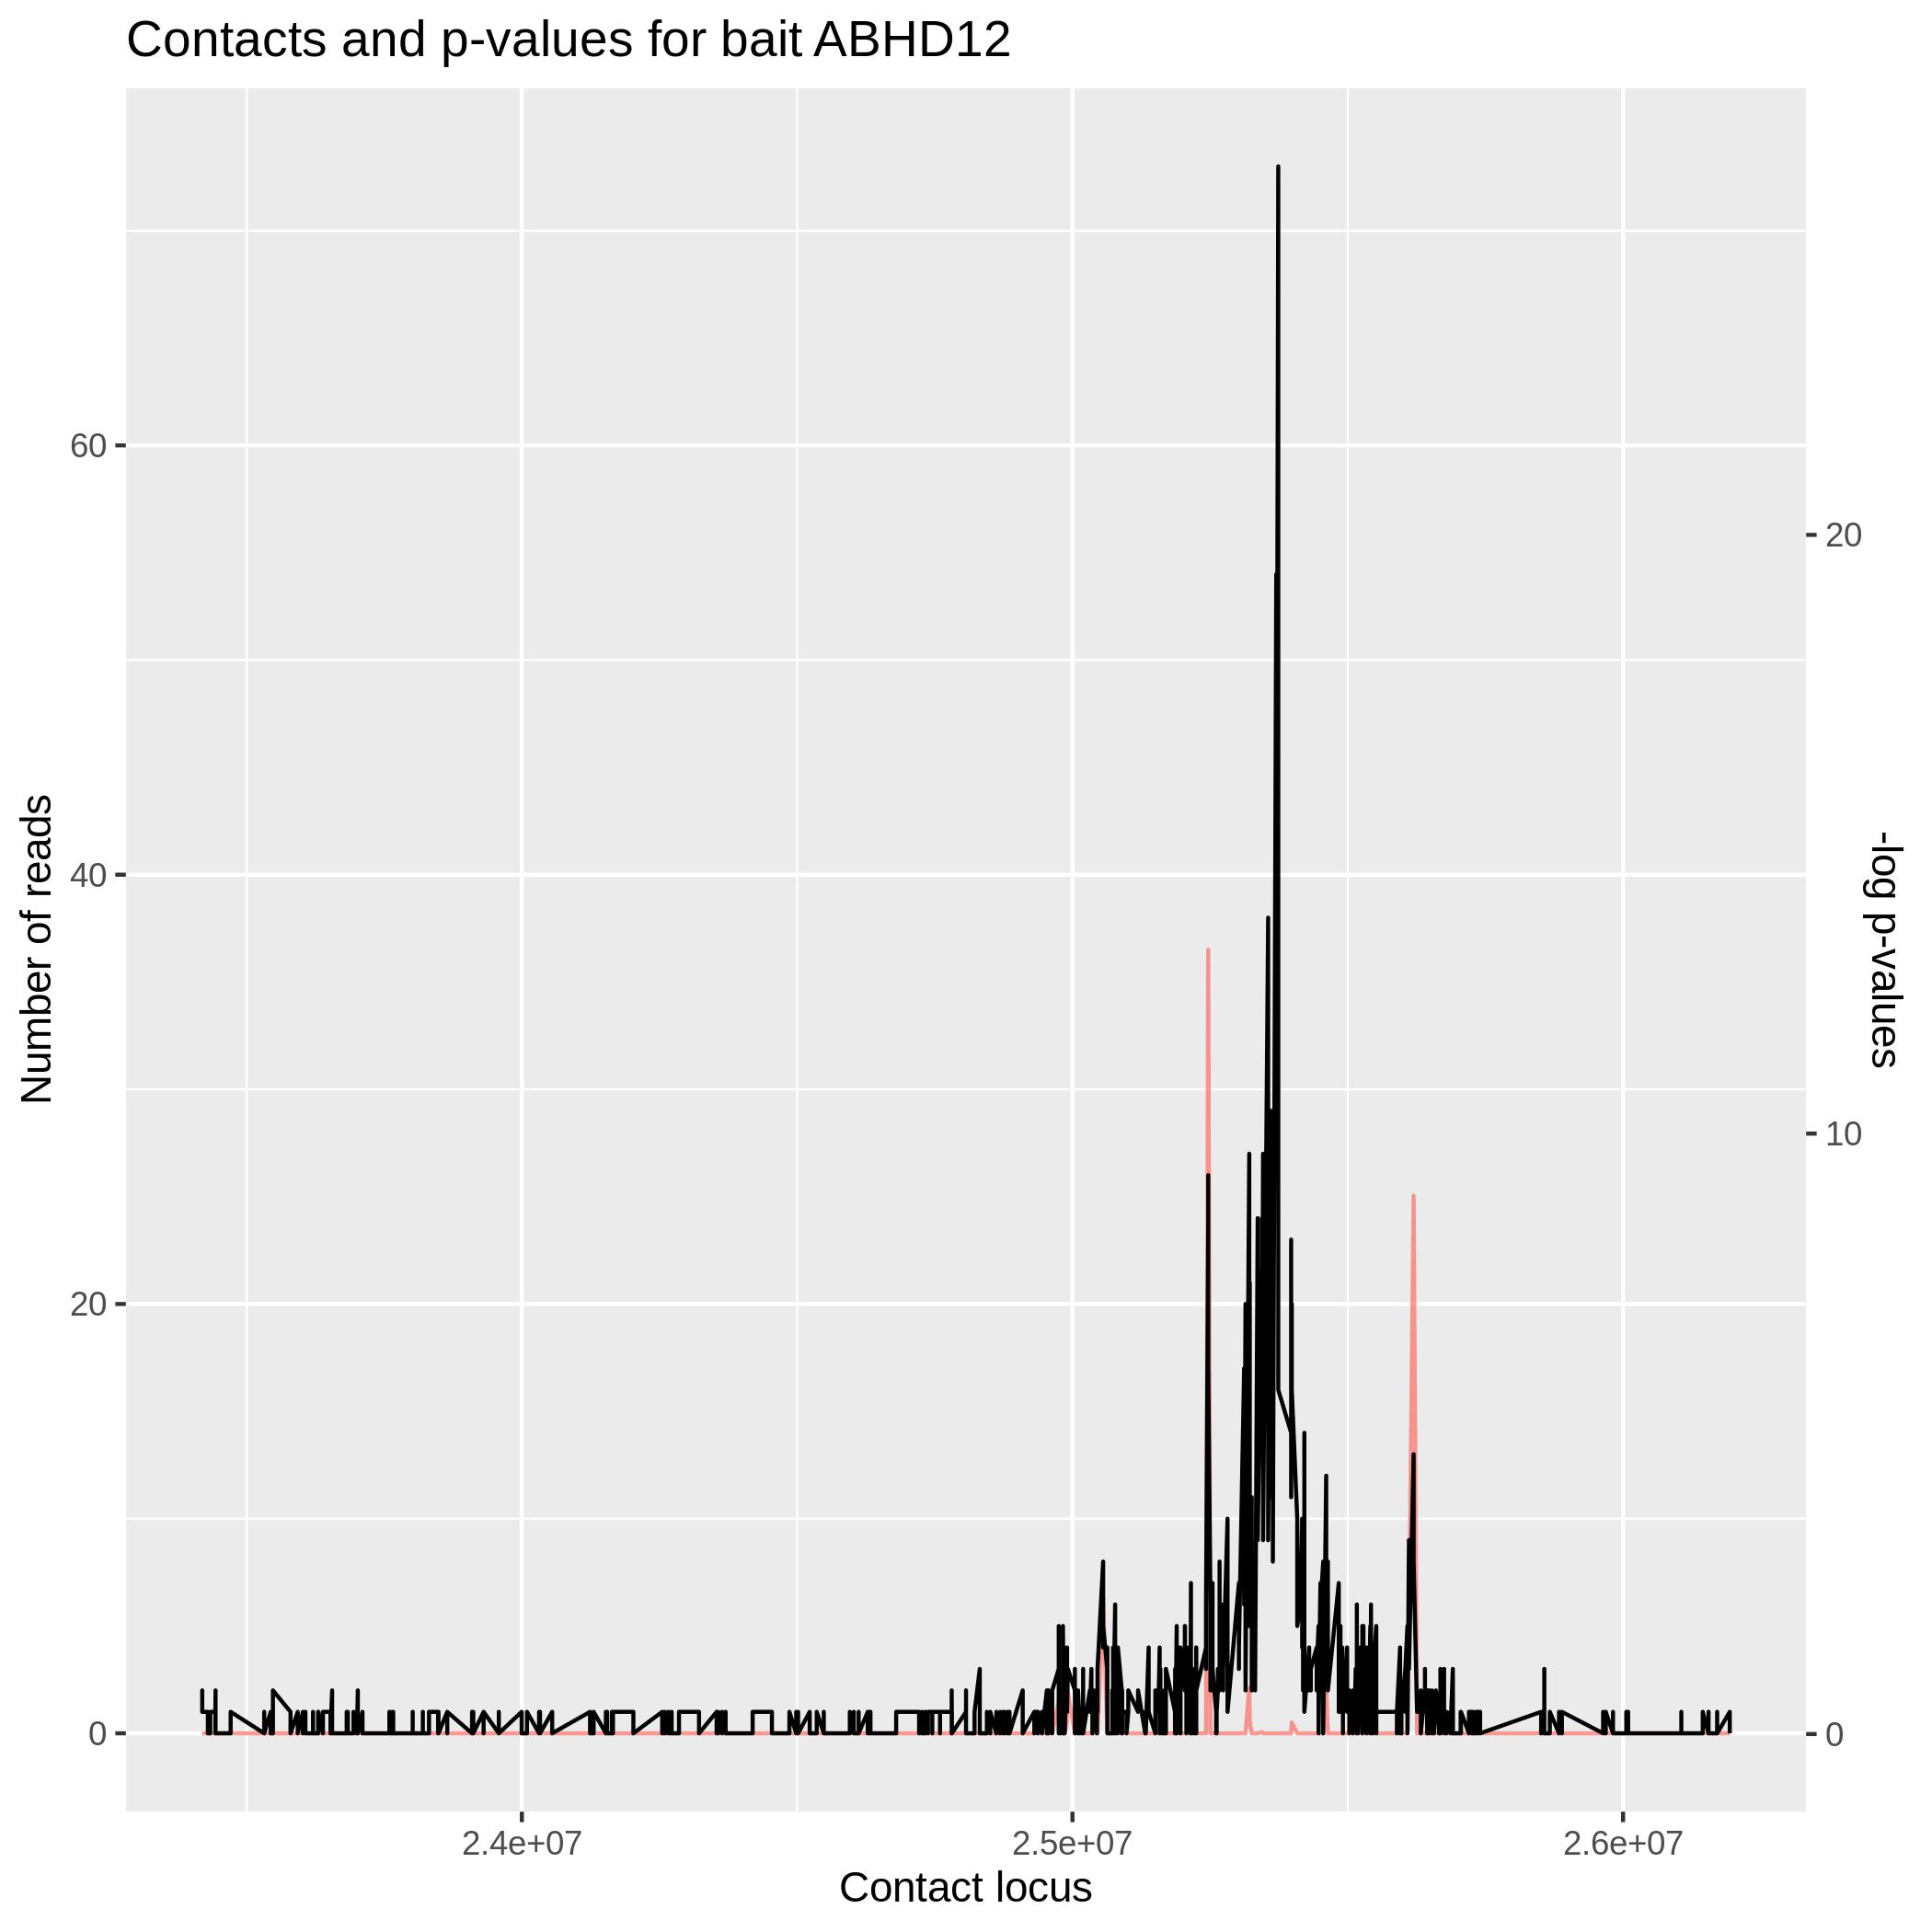 Contacts and p-values for bait ABHD12
60
40
20
0
Number of reads
20
10
0
-log p-values
2.4e+07
2.5e+07
2.6e+07
Contact locus